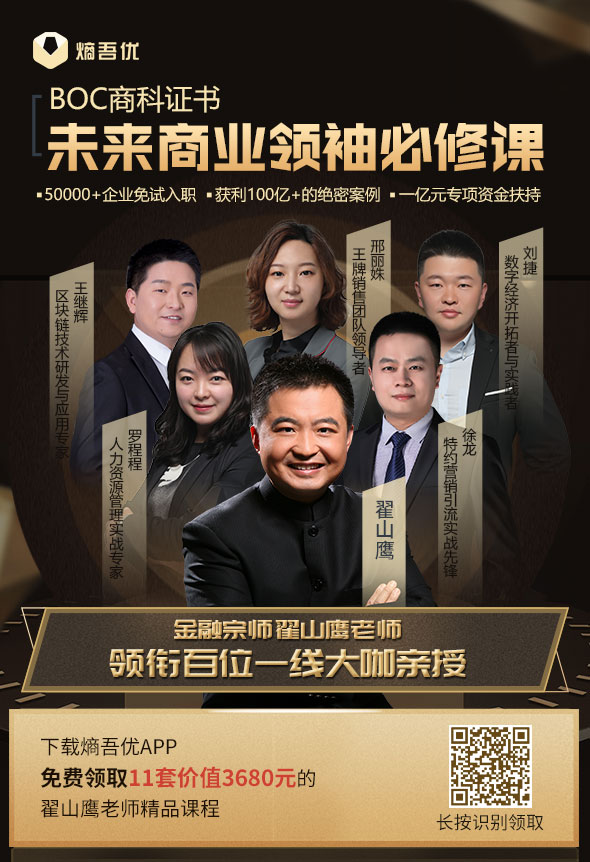 熵吾优
BOC商科证书
未来商业领袖必修课
▪50000+企业免试入职 ▪获利100亿+的绝密案例 ▪一亿元专项资金扶持
王继辉
区块链技术研发与应用专家
邢丽姝
王牌销售团队领导者
刘捷
数字经济开拓者与实践者
罗程程
人力资源管理实战专家
翟山鹰
徐龙
特约营销引流实战先锋
金融宗师 翟山鹰老师
领衔百位一线大咖亲授
下载熵吾优APP
免费领取11套价值3680元的
翟山鹰老师精品课程
长按识别领取